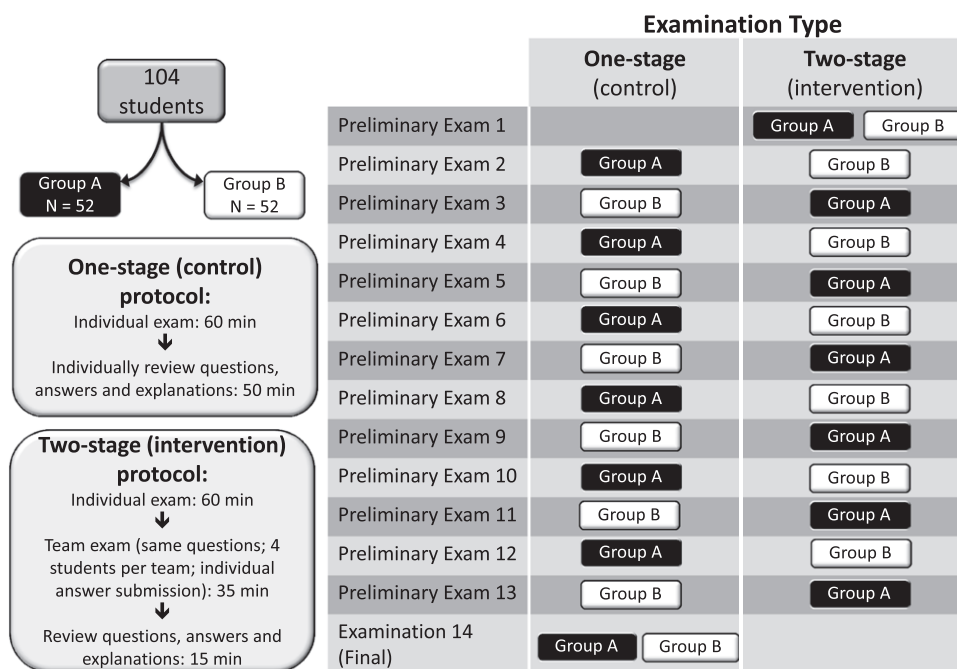 104
students
Group A
N = 52
Group B
N = 52
One-stage (control)
protocol:
Individual exam: 60 min
Individually review questions,
answers and explanations: 50 min
Two-stage (intervention)
protocol:
Individual exam: 60 min
Team exam (same questions; 4
students per team; individual
answer submission): 35 min
Review questions, answers and
explanations: 15 min
Examination Type
One-stage
(control)
Two-stage
(intervention)
Preliminary Exam 1 Group A Group B
Preliminary Exam 2 Group A Group B
Preliminary Exam 3 Group B Group A
Preliminary Exam 4 Group A Group B
Preliminary Exam 5 Group B Group A
Preliminary Exam 6 Group A Group B
Preliminary Exam 7 Group B Group A
Preliminary Exam 8 Group A Group B
Preliminary Exam 9 Group B Group A
Preliminary Exam 10 Group A Group B
Preliminary Exam 11 Group B Group A
Preliminary Exam 12 Group A Group B
Preliminary Exam 13 Group B Group A
Examination 14
(Final) Group A Group B